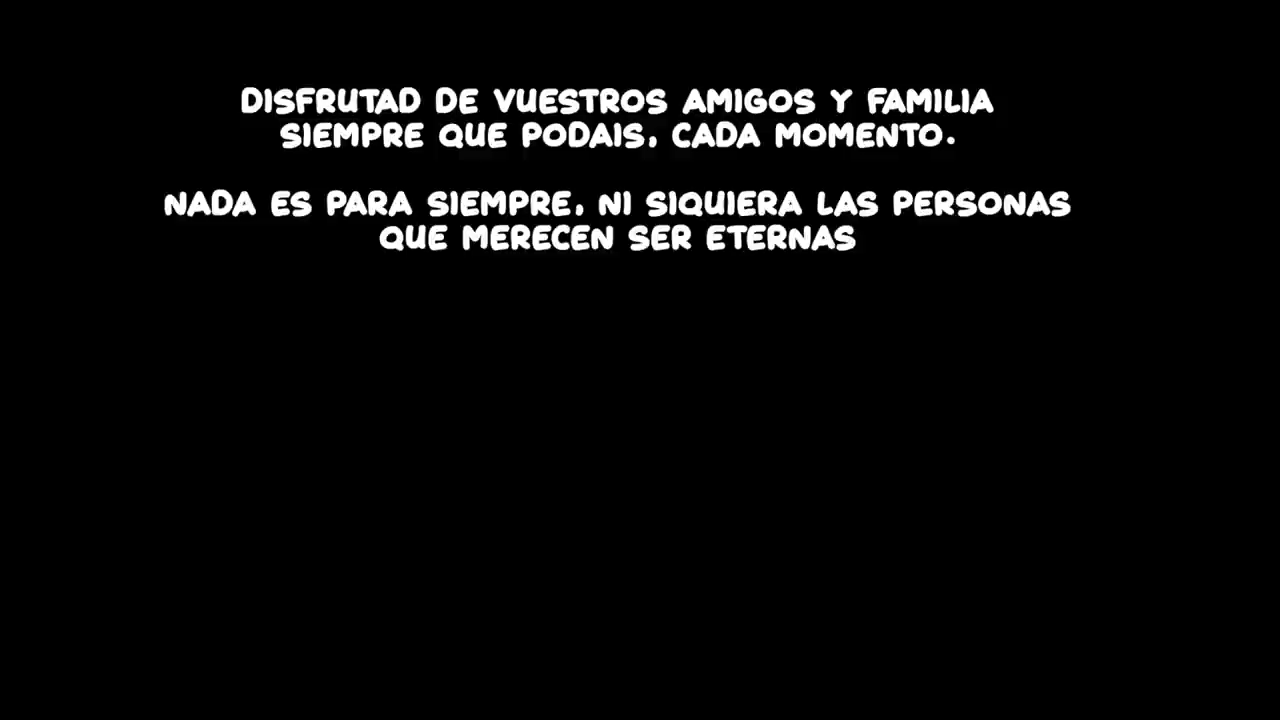 DISFRUTAD DE VUESTROS AMIGOS Y FAMILIA
SIEMPRE QUE PODAIS, CADA MOMENTO.
NADA ES PARA SIEMPRE, NI SIQUIERA LAS PERSONAS
QUE MERECEN SER ETERNAS